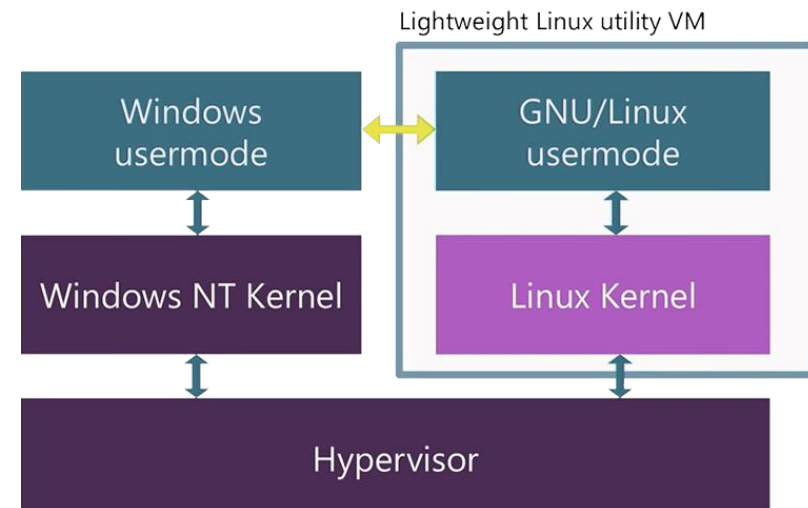 Lightweight Linux utility VM
Windows
usermode
GNU/Linux
usermode
Windows NT Kernel
Linux Kernel
Hypervisor